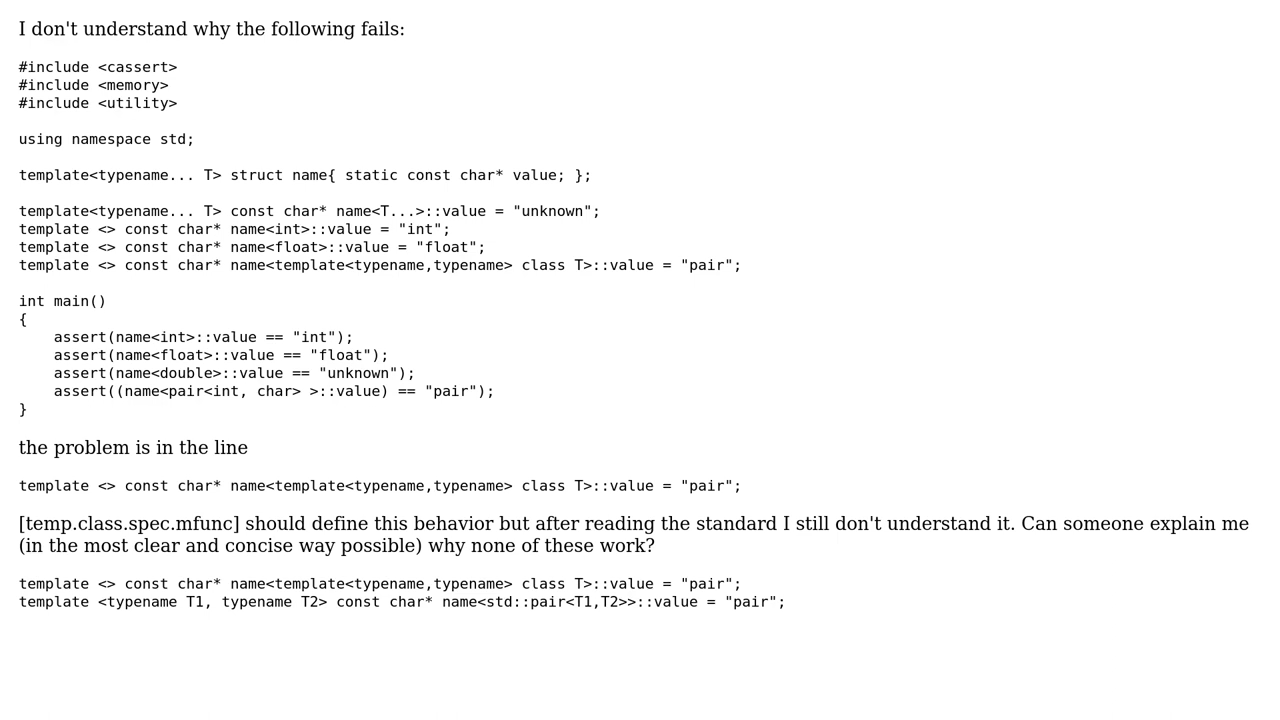 I don't understand why the following fails:
#include <cassert>
#include <memory>
#include <utility>
using namespace std;
template<typename... T> struct name{ static const char* value; };
template<typename... T> const char* name<T...>::value = "unknown";
template <> const char* name<int>::value = "int";
template <> const char* name<float>::value = "float";
template <> const char* name<template<typename,typename> class T>::value = "pair";
int main()
{
    assert(name<int>::value == "int");
    assert(name<float>::value == "float");
    assert(name<double>::value == "unknown");
    assert((name<pair<int, char> >::value) == "pair");
}
the problem is in the line
template <> const char* name<template<typename,typename> class T>::value = "pair";
[temp.class.spec.mfunc] should define this behavior but after reading the standard I still don't understand it. Can someone explain me
(in the most clear and concise way possible) why none of these work?
template <> const char* name<template<typename,typename> class T>::value = "pair";
template <typename T1, typename T2> const char* name<std::pair<T1,T2>>::value = "pair";